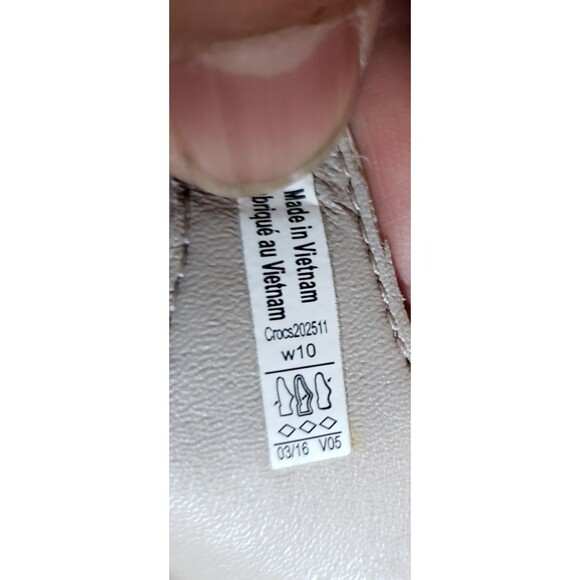 Made in Vietnam
briqué au Vietnam
Crocs202511
w10
03/16 V05